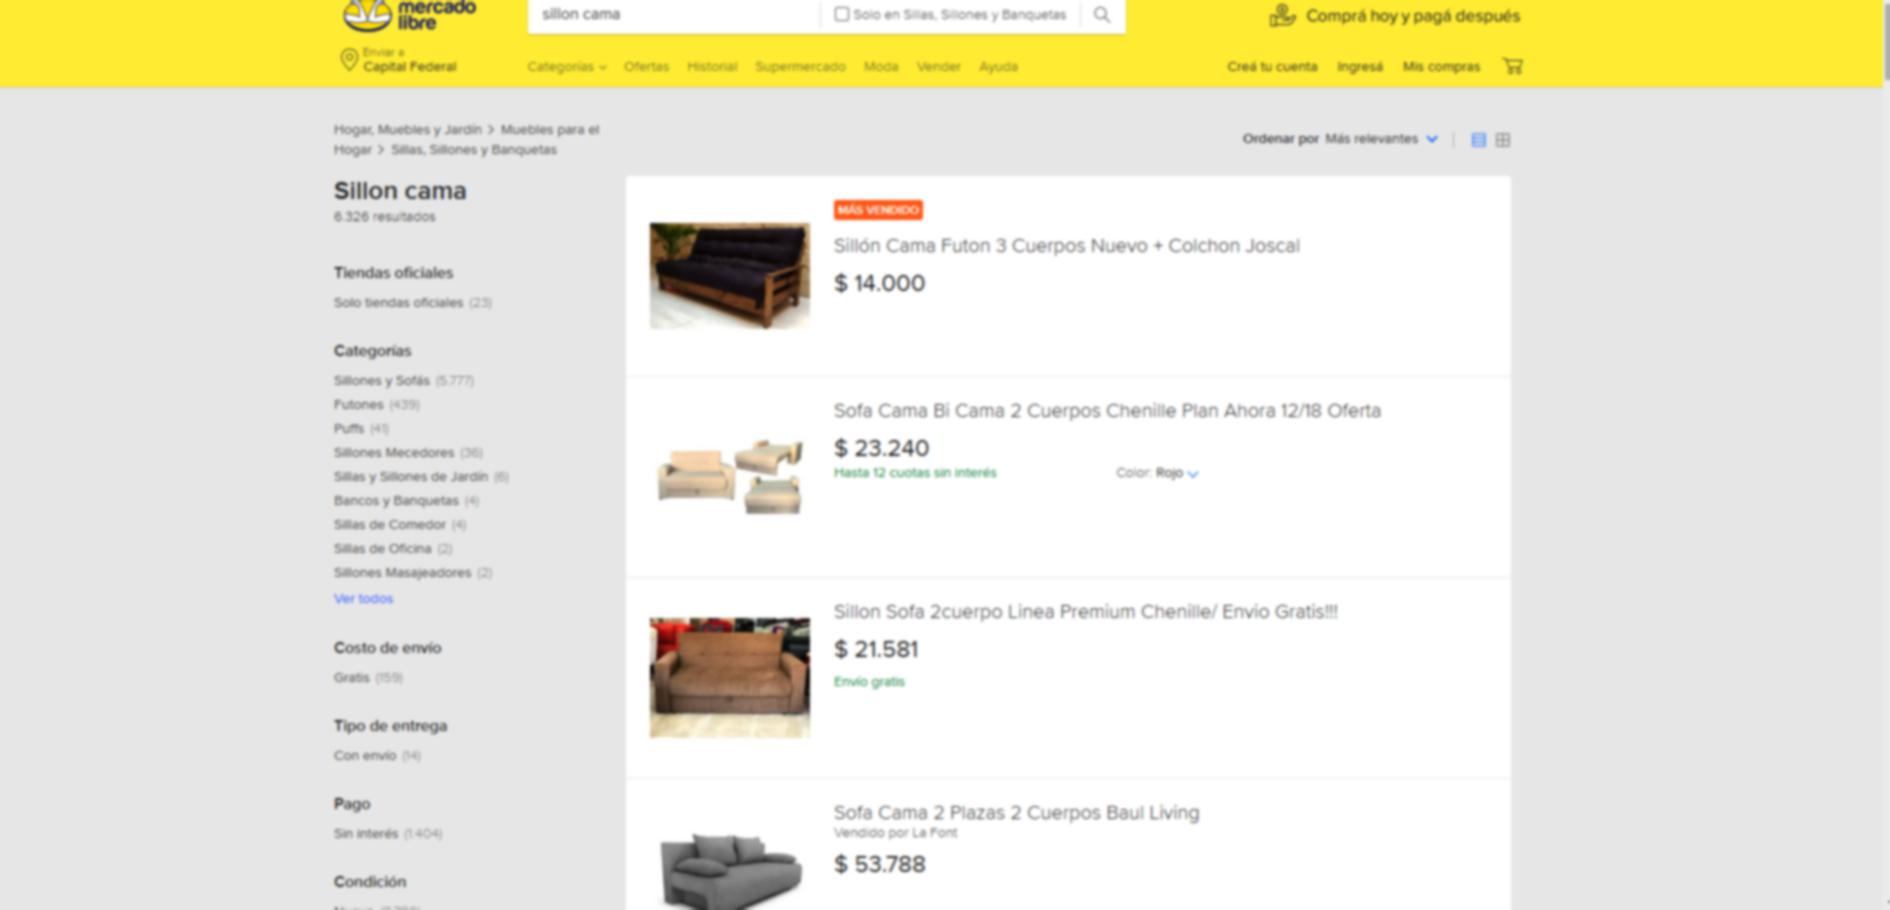 mercado
libre
sillon cama
Solo en Sillas, Sillones y Banquetas
Comprá hoy y pagá después
Enviar a
Capital Federal
Categorías
Ofertas
Historial
Supermercado
Moda
Vender
Ayuda
Creá tu cuenta
Ingresá
Mis compras
Hogar, Muebles y Jardín > Muebles para el
Hogar > Sillas, Sillones y Banquetas
Ordenar por Más relevantes
Sillon cama
6.326 resultados
Tiendas oficiales
Solo tiendas oficiales (23)
Categorías
Sillones y Sofás (5.777)
Futones (439)
Puffs (41)
Sillones Mecedores (36)
Sillas y Sillones de Jardín (6)
Bancos y Banquetas (4)
Sillas de Comedor (4)
Sillas de Oficina (2)
Sillones Masajeadores (2)
Ver todos
Costo de envío
Gratis (159)
Tipo de entrega
Con envío (14)
Pago
Sin interés (1.404)
Condición
MÁS VENDIDO
Sillón Cama Futon 3 Cuerpos Nuevo + Colchon Joscal
$ 14.000
Sofa Cama Bi Cama 2 Cuerpos Chenille Plan Ahora 12/18 Oferta
$ 23.240
Hasta 12 cuotas sin interés
Color: Rojo
Sillon Sofa 2cuerpo Linea Premium Chenille/ Envio Gratis!!!
$ 21.581
Envío gratis
Sofa Cama 2 Plazas 2 Cuerpos Baul Living
Vendido por La Font
$ 53.788